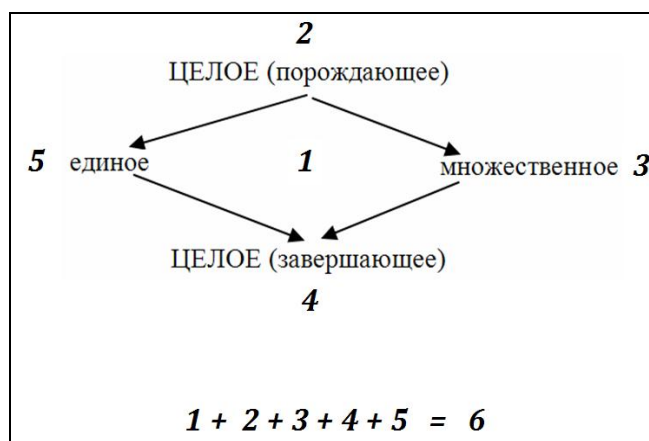 2
ЦЕЛОЕ (порождающее)
5 единое 1 множественное 3
ЦЕЛОЕ (завершающее)
4
1 + 2 + 3 + 4 + 5 = 6